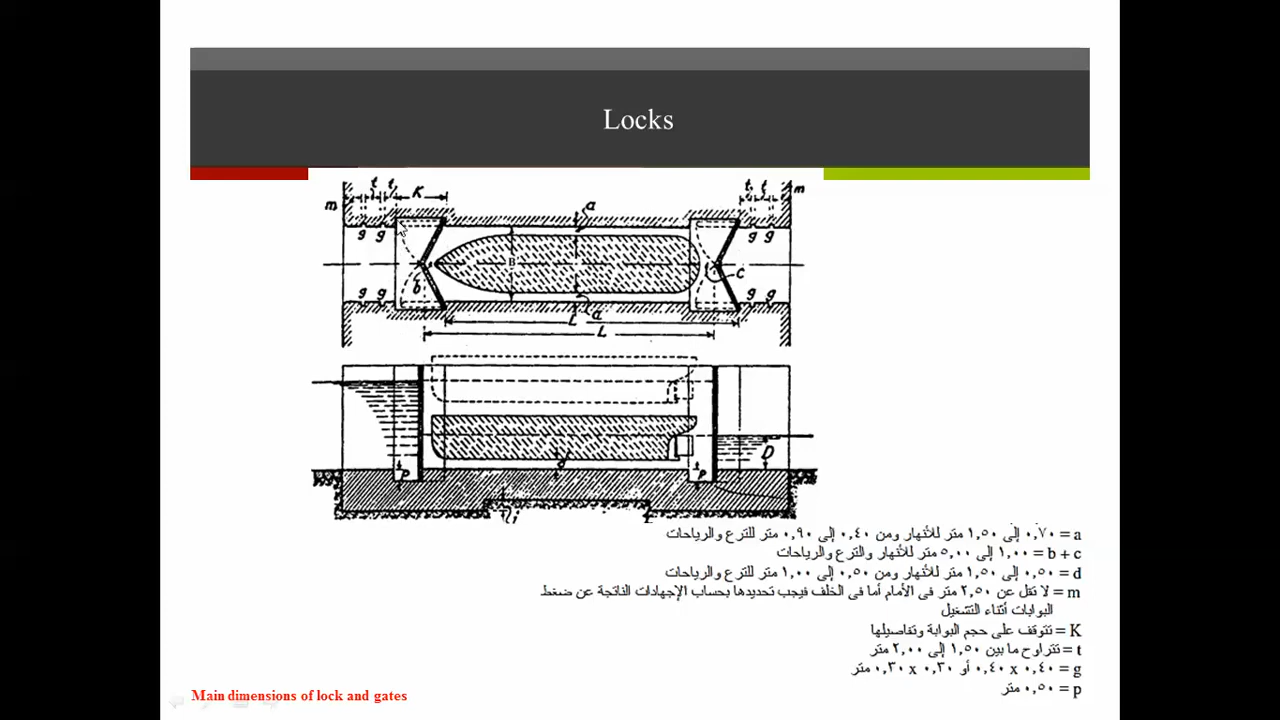 Locks
m t t K a t t m
g g B g g
b c
g g g g
L a
L
D
P d P
a = ٠,٧٠ إلى ١,٥٠ متر للأنهار ومن ٠,٤٠ إلى ٠,٩٠ متر للترع والرياحات
b + c = ١,٠٠ إلى ٥,٠٠ متر للأنهار والترع والرياحات
d = ٠,٥٠ إلى ١,٥٠ متر للأنهار ومن ٠,٥٠ إلى ١,٠٠ متر للترع والرياحات
m = لا تقل عن ٢,٥٠ متر فى الأمام أما فى الخلف فيجب تحديدها بحساب الإجهادات الناتجة عن ضغط
البوابات أثناء التشغيل
K = تتوقف على حجم البوابة وتفاصيلها
t = تتراوح ما بين ١,٥٠ إلى ٢,٠٠ متر
g = ٠,٤٠ x ٠,٤٠ أو ٠,٣٠ x ٠,٣٠ متر
p = ٠,٥٠ متر
Main dimensions of lock and gates